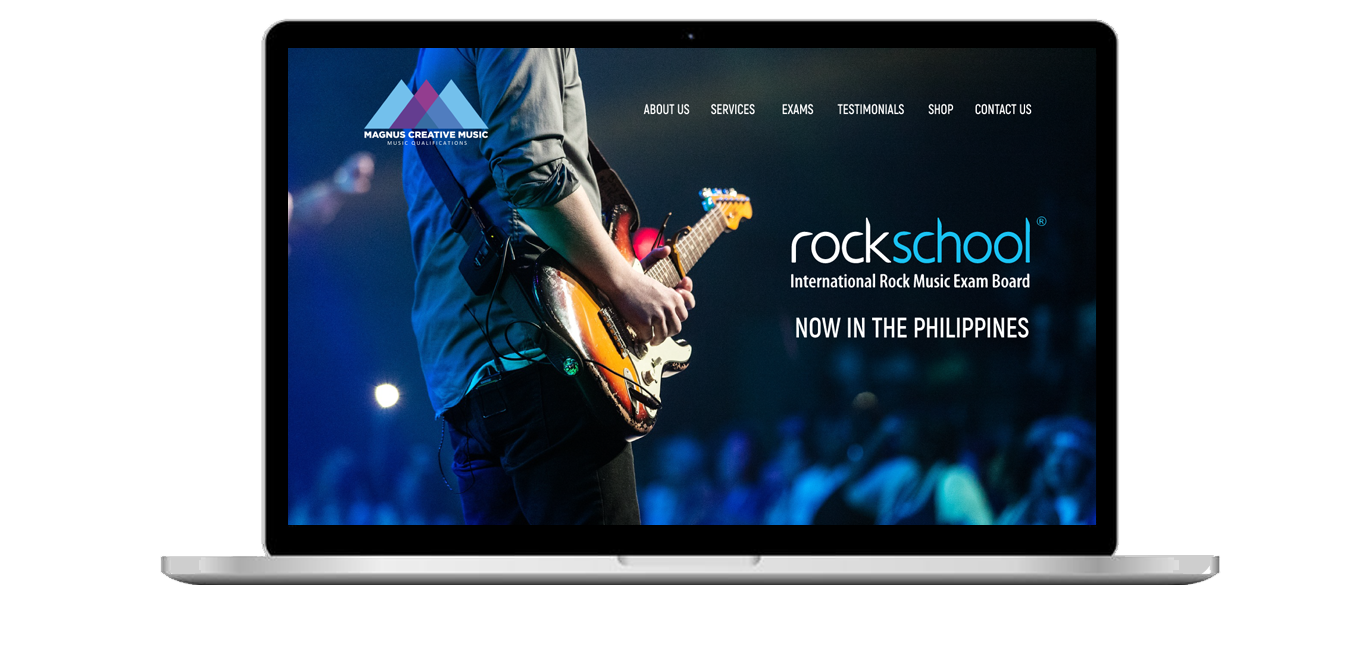 MAGNUS CREATIVE MUSIC
MUSIC QUALIFICATIONS
ABOUT US SERVICES EXAMS TESTIMONIALS SHOP CONTACT US
rockschool®
International Rock Music Exam Board
NOW IN THE PHILIPPINES